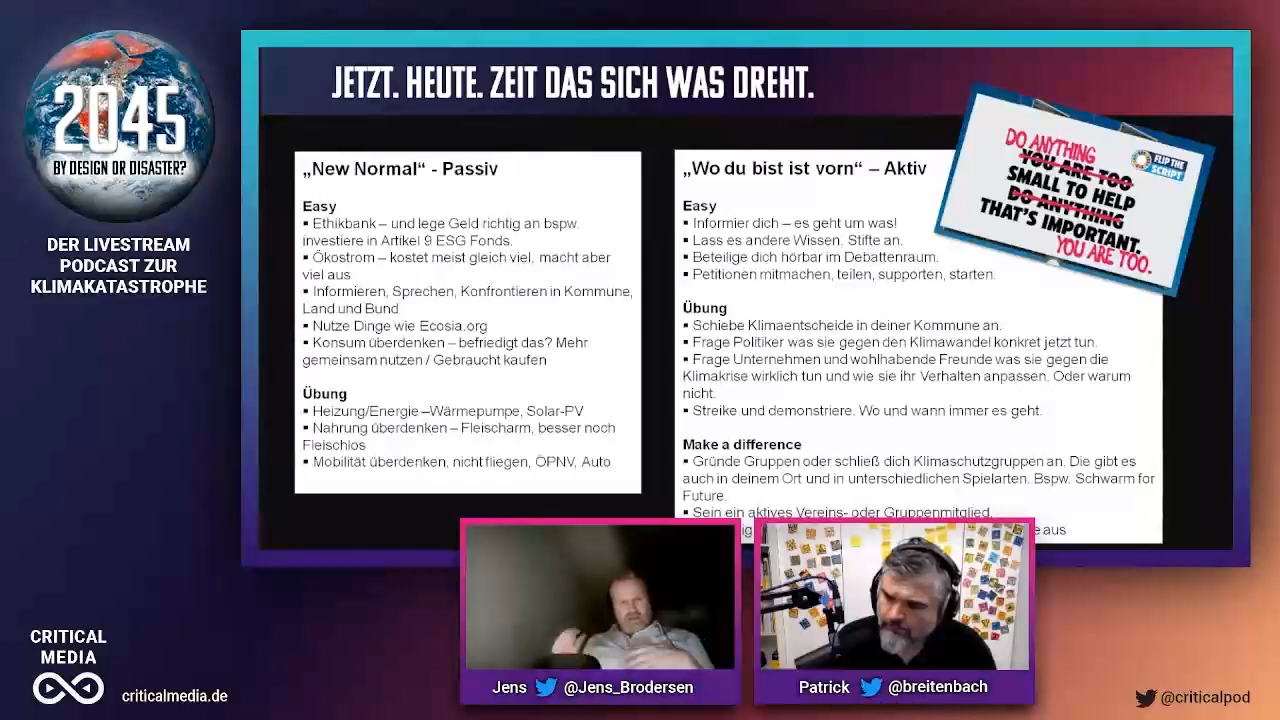 2045
BY DESIGN OR DISASTER?
DER LIVESTREAM
PODCAST ZUR
KLIMAKATASTROPHE
JETZT. HEUTE. ZEIT DAS SICH WAS DREHT.
„New Normal“ - Passiv
Easy
▪ Ethikbank – und lege Geld richtig an bspw.
investiere in Artikel 9 ESG Fonds.
▪ Ökostrom – kostet meist gleich viel, macht aber
viel aus
▪ Informieren, Sprechen, Konfrontieren in Kommune,
Land und Bund
▪ Nutze Dinge wie Ecosia.org
▪ Konsum überdenken – befriedigt das? Mehr
gemeinsam nutzen / Gebraucht kaufen
Übung
▪ Heizung/Energie –Wärmepumpe, Solar-PV
▪ Nahrung überdenken – Fleischarm, besser noch
Fleischlos
▪ Mobilität überdenken, nicht fliegen, ÖPNV, Auto
„Wo du bist ist vorn“ – Aktiv
Easy
▪ Informier dich – es geht um was!
▪ Lass es andere Wissen. Stifte an.
▪ Beteilige dich hörbar im Debattenraum.
▪ Petitionen mitmachen, teilen, supporten, starten.
Übung
▪ Schiebe Klimaentscheide in deiner Kommune an.
▪ Frage Politiker was sie gegen den Klimawandel konkret jetzt tun.
▪ Frage Unternehmen und wohlhabende Freunde was sie gegen die
Klimakrise wirklich tun und wie sie ihr Verhalten anpassen. Oder warum
nicht.
▪ Streike und demonstriere. Wo und wann immer es geht.
Make a difference
▪ Gründe Gruppen oder schließ dich Klimaschutzgruppen an. Die gibt es
auch in deinem Ort und in unterschiedlichen Spielarten. Bspw. Schwarm for
Future.
▪ Sein ein aktives Vereins- oder Gruppenmitglied.
aus
DO ANYTHING
YOU ARE TOO
SMALL TO HELP
DO ANYTHING
THAT'S IMPORTANT.
YOU ARE TOO.
FLIP THE
SCRIPT
Jens @Jens_Brodersen
Patrick @breitenbach
CRITICAL
MEDIA
criticalmedia.de
@criticalpod